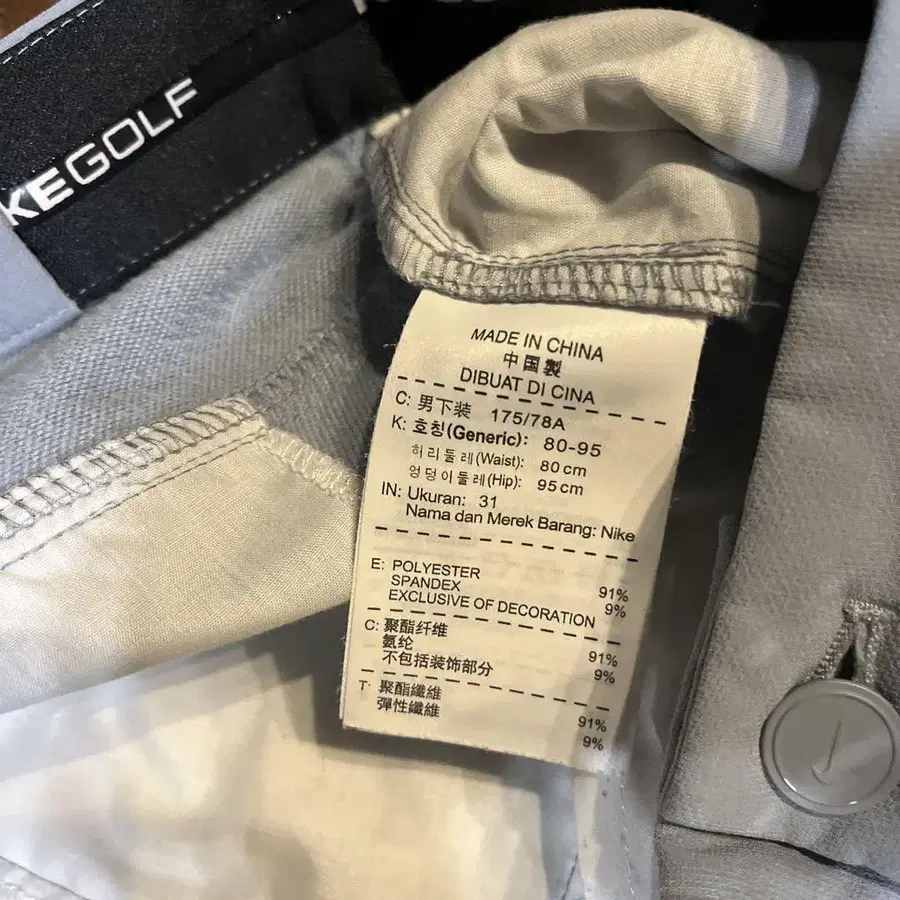 KEGOLF
MADE IN CHINA
中国製
DIBUAT DI CINA
C: 男下装 175/78A
K: 호칭(Generic): 80-95
허리둘레(Waist): 80 cm
엉덩이둘레(Hip): 95 cm
IN: Ukuran: 31
Nama dan Merek Barang: Nike
E: POLYESTER 91%
SPANDEX 9%
EXCLUSIVE OF DECORATION
C: 聚酯纤维 91%
氨纶 9%
不包括装饰部分
T: 聚酯纖維 91%
彈性纖維 9%